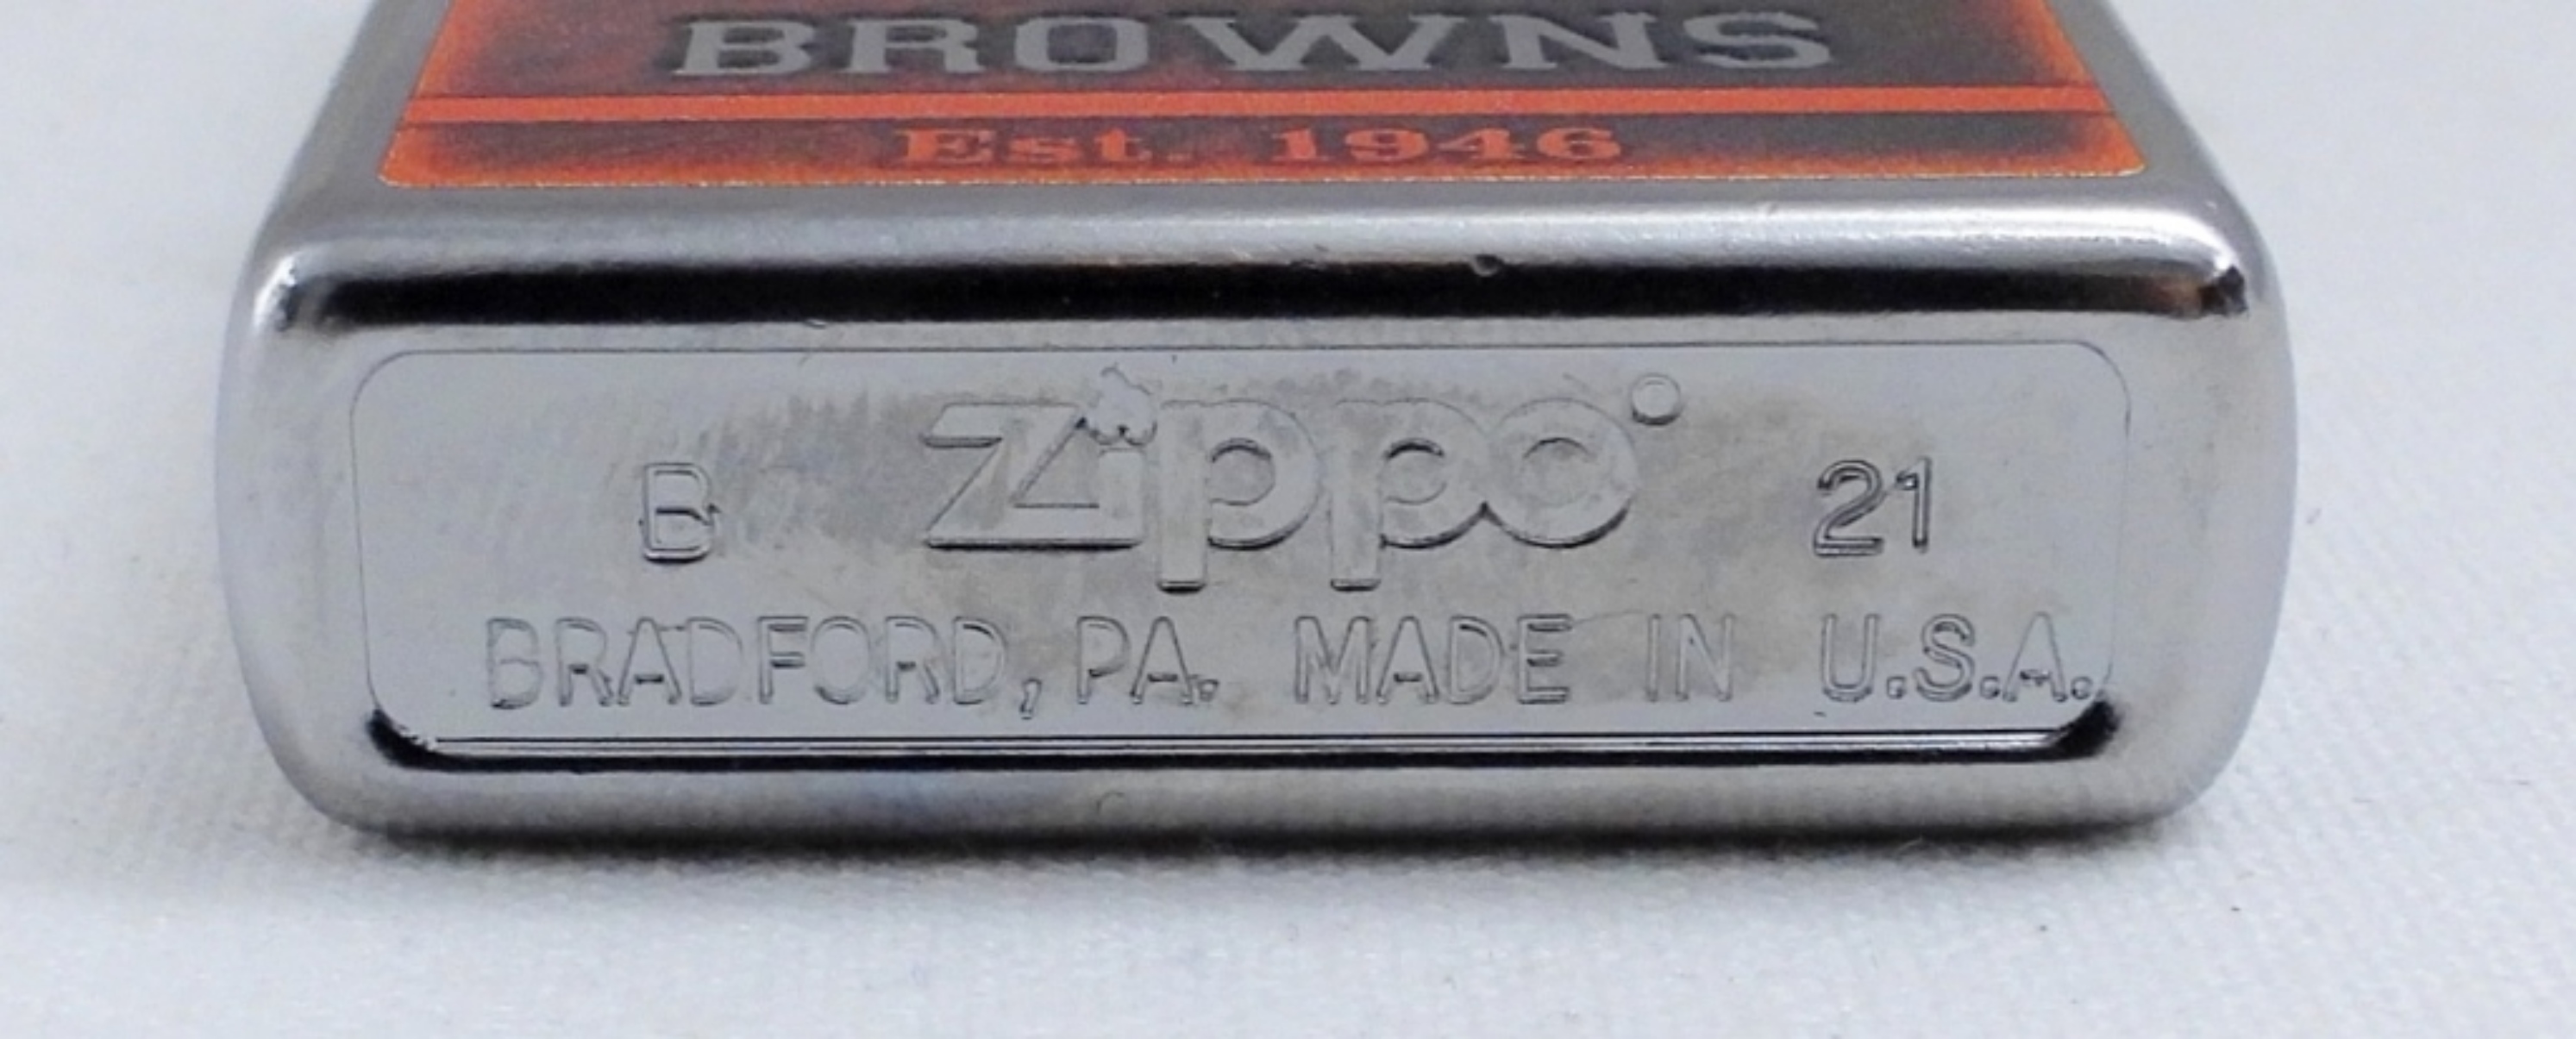 BROWNS
Est. 1946
B Zippo 21
BRADFORD, PA. MADE IN U.S.A.